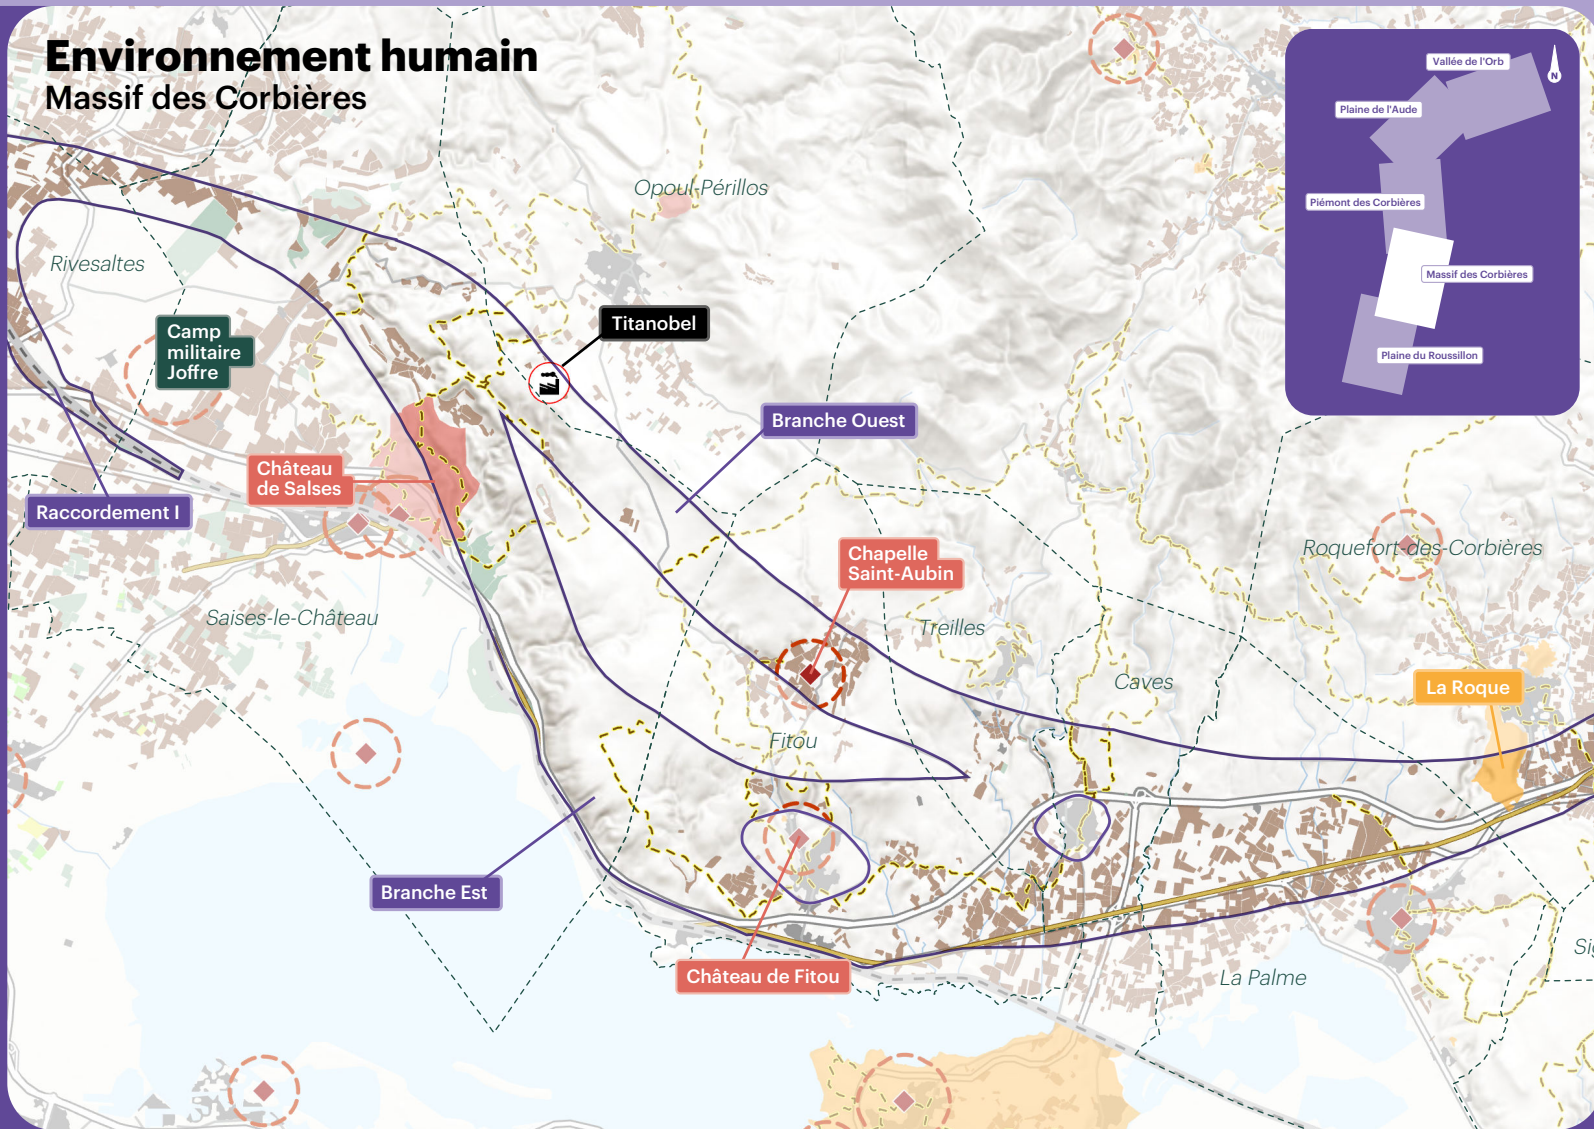 Environnement humain
Massif des Corbières
Vallée de l'Orb
N
Plaine de l'Aude
Piémont des Corbières
Massif des Corbières
Plaine du Roussillon
Opoul-Périllos
Rivesaltes
Camp
militaire
Joffre
Titanobel
Branche Ouest
Château
de Salses
Raccordement I
Chapelle
Saint-Aubin
Roquefort-des-Corbières
Saises-le-Château
Treilles
Caves
La Roque
Fitou
Branche Est
Château de Fitou
La Palme